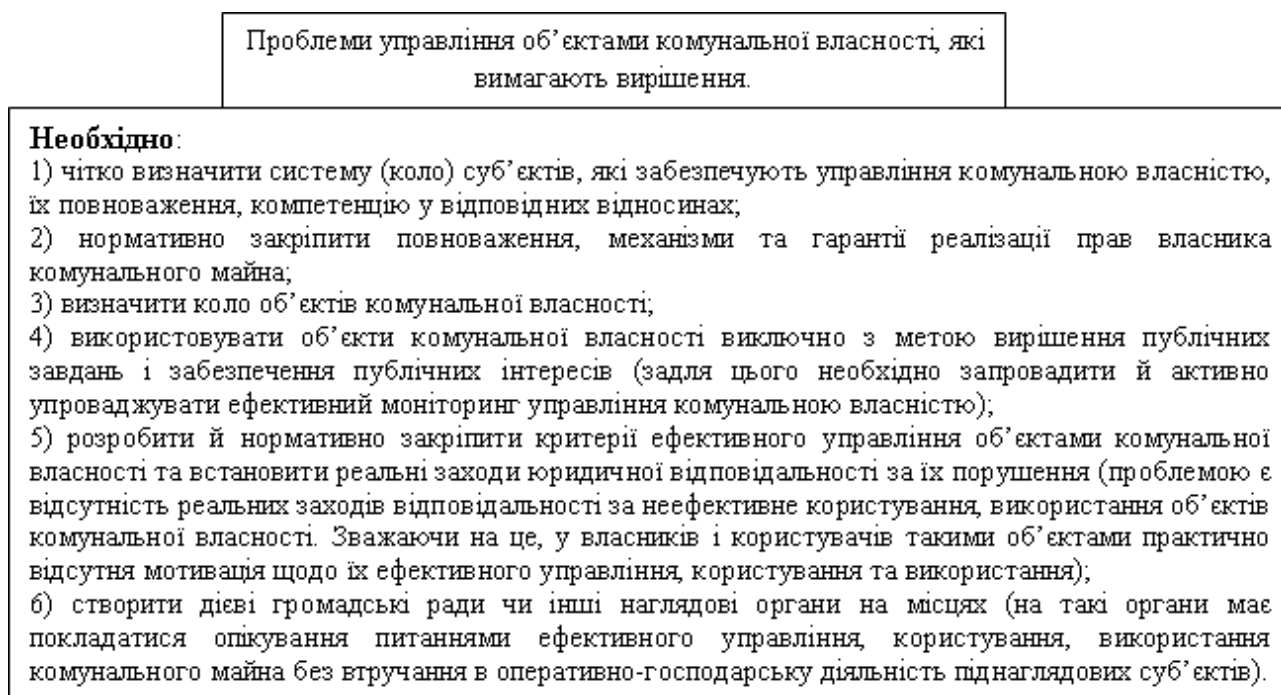 Проблеми управління об’єктами комунальної власності, які
вимагають вирішення.
Необхідно:
1) чітко визначити систему (коло) суб’єктів, які забезпечують управління комунальною власністю,
їх повноваження, компетенцію у відповідних відносинах;
2) нормативно закріпити повноваження, механізми та гарантії реалізації прав власника
комунального майна;
3) визначити коло об’єктів комунальної власності;
4) використовувати об’єкти комунальної власності виключно з метою вирішення публічних
завдань і забезпечення публічних інтересів (задля цього необхідно запровадити й активно
упроваджувати ефективний моніторинг управління комунальною власністю);
5) розробити й нормативно закріпити критерії ефективного управління об’єктами комунальної
власності та встановити реальні заходи юридичної відповідальності за їх порушення (проблемою є
відсутність реальних заходів відповідальності за неефективне користування, використання об’єктів
комунальної власності. Зважаючи на це, у власників і користувачів такими об’єктами практично
відсутня мотивація щодо їх ефективного управління, користування та використання);
6) створити дієві громадські ради чи інші наглядові органи на місцях (на такі органи має
покладатися опікування питаннями ефективного управління, користування, використання
комунального майна без втручання в оперативно-господарську діяльність піднаглядових суб’єктів).